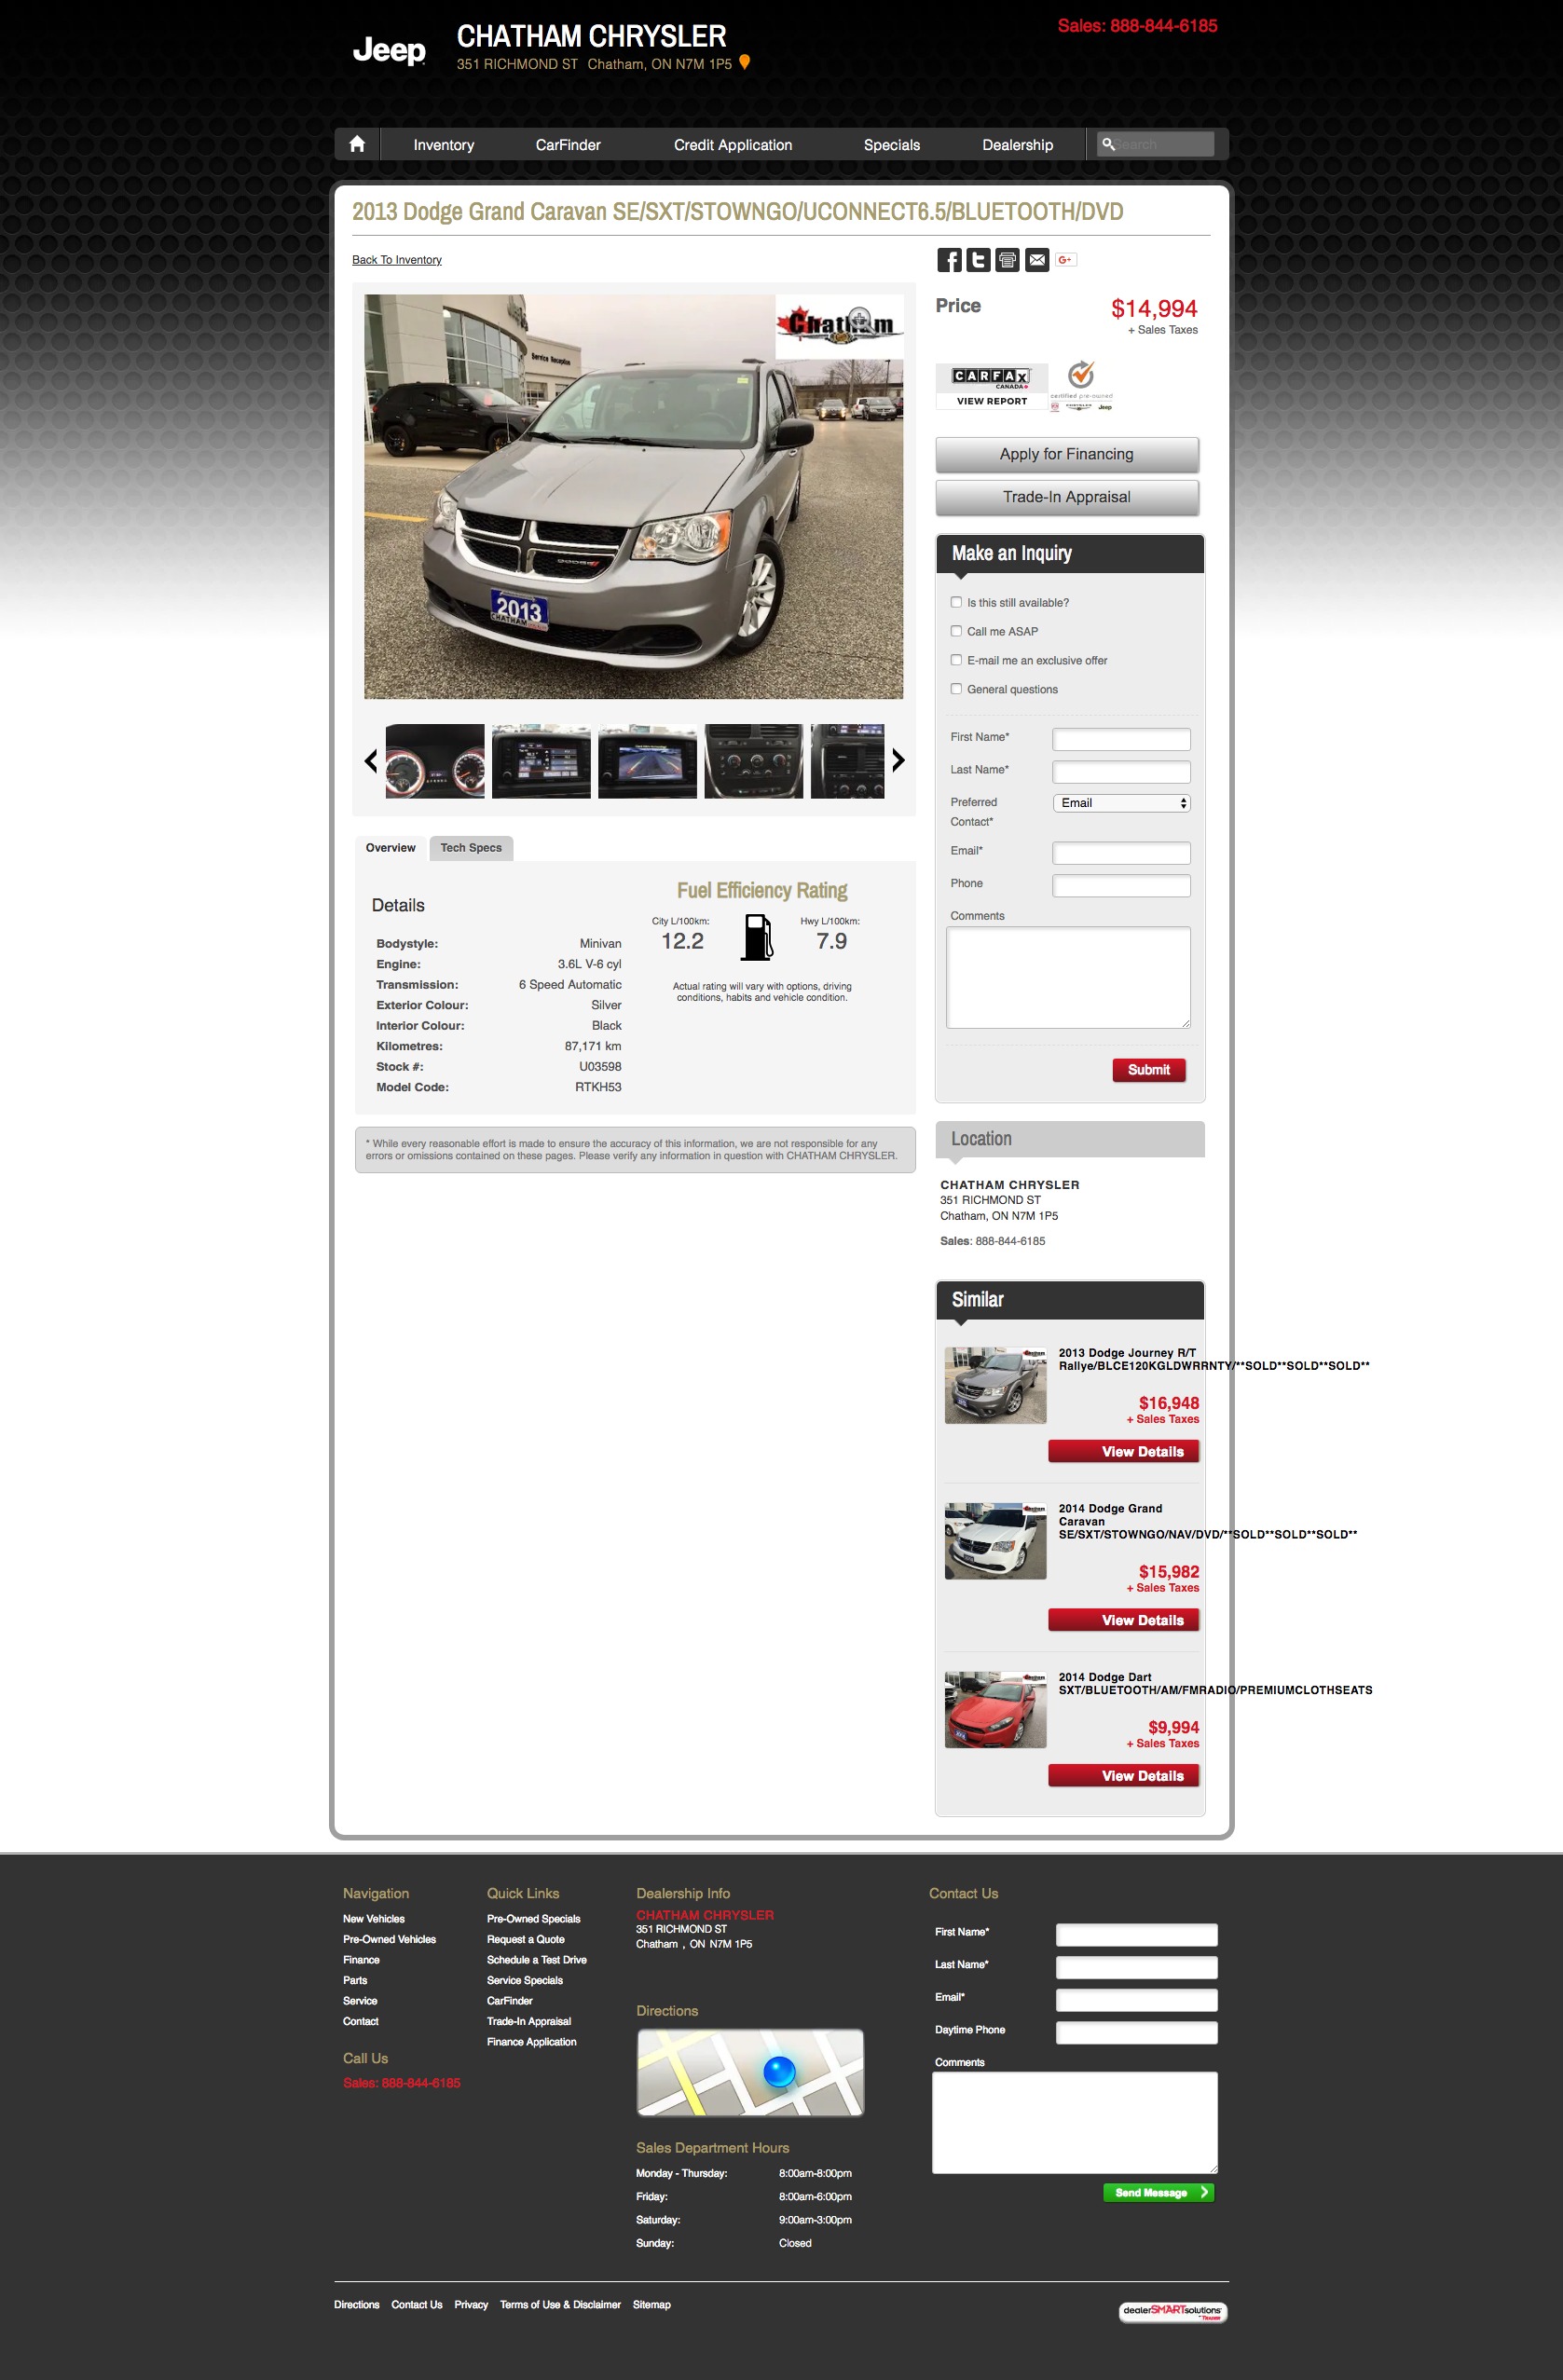 Jeep
CHATHAM CHRYSLER
351 RICHMOND ST Chatham, ON N7M 1P5
Sales: 888-844-6185
Inventory
CarFinder
Credit Application
Specials
Dealership
Search
2013 Dodge Grand Caravan SE/SXT/STOWNGO/UCONNECT6.5/BLUETOOTH/DVD
Back To Inventory
Service Reception
Chatham
DODGE
2013
CHATHAM
Price
$14,994
+ Sales Taxes
CARFAX
CANADA
VIEW REPORT
certified pre-owned
CHRYSLER Jeep
Apply for Financing
Trade-In Appraisal
Make an Inquiry
Is this still available?
Call me ASAP
E-mail me an exclusive offer
General questions
First Name*
Last Name*
Preferred
Contact*
Email
Email*
Phone
Comments
Submit
Overview
Tech Specs
Details
Bodystyle: Minivan
Engine: 3.6L V-6 cyl
Transmission: 6 Speed Automatic
Exterior Colour: Silver
Interior Colour: Black
Kilometres: 87,171 km
Stock #: U03598
Model Code: RTKH53
Fuel Efficiency Rating
City L/100km:
12.2
Hwy L/100km:
7.9
Actual rating will vary with options, driving
conditions, habits and vehicle condition.
* While every reasonable effort is made to ensure the accuracy of this information, we are not responsible for any
errors or omissions contained on these pages. Please verify any information in question with CHATHAM CHRYSLER.
Location
CHATHAM CHRYSLER
351 RICHMOND ST
Chatham, ON N7M 1P5
Sales: 888-844-6185
Similar
2013 Dodge Journey R/T
Rallye/BLCE120KGLDWRRNTY/**SOLD**SOLD**SOLD**
$16,948
+ Sales Taxes
View Details
2014 Dodge Grand
Caravan
SE/SXT/STOWNGO/NAV/DVD/**SOLD**SOLD**SOLD**
$15,982
+ Sales Taxes
View Details
2014 Dodge Dart
SXT/BLUETOOTH/AM/FMRADIO/PREMIUMCLOTHSEATS
$9,994
+ Sales Taxes
View Details
Navigation
New Vehicles
Pre-Owned Vehicles
Finance
Parts
Service
Contact
Call Us
Sales: 888-844-6185
Quick Links
Pre-Owned Specials
Request a Quote
Schedule a Test Drive
Service Specials
CarFinder
Trade-In Appraisal
Finance Application
Dealership Info
CHATHAM CHRYSLER
351 RICHMOND ST
Chatham , ON N7M 1P5
Directions
Sales Department Hours
Monday - Thursday: 8:00am-8:00pm
Friday: 8:00am-6:00pm
Saturday: 9:00am-3:00pm
Sunday: Closed
Contact Us
First Name*
Last Name*
Email*
Daytime Phone
Comments
Send Message
Directions
Contact Us
Privacy
Terms of Use & Disclaimer
Sitemap
dealerSMARTsolutions